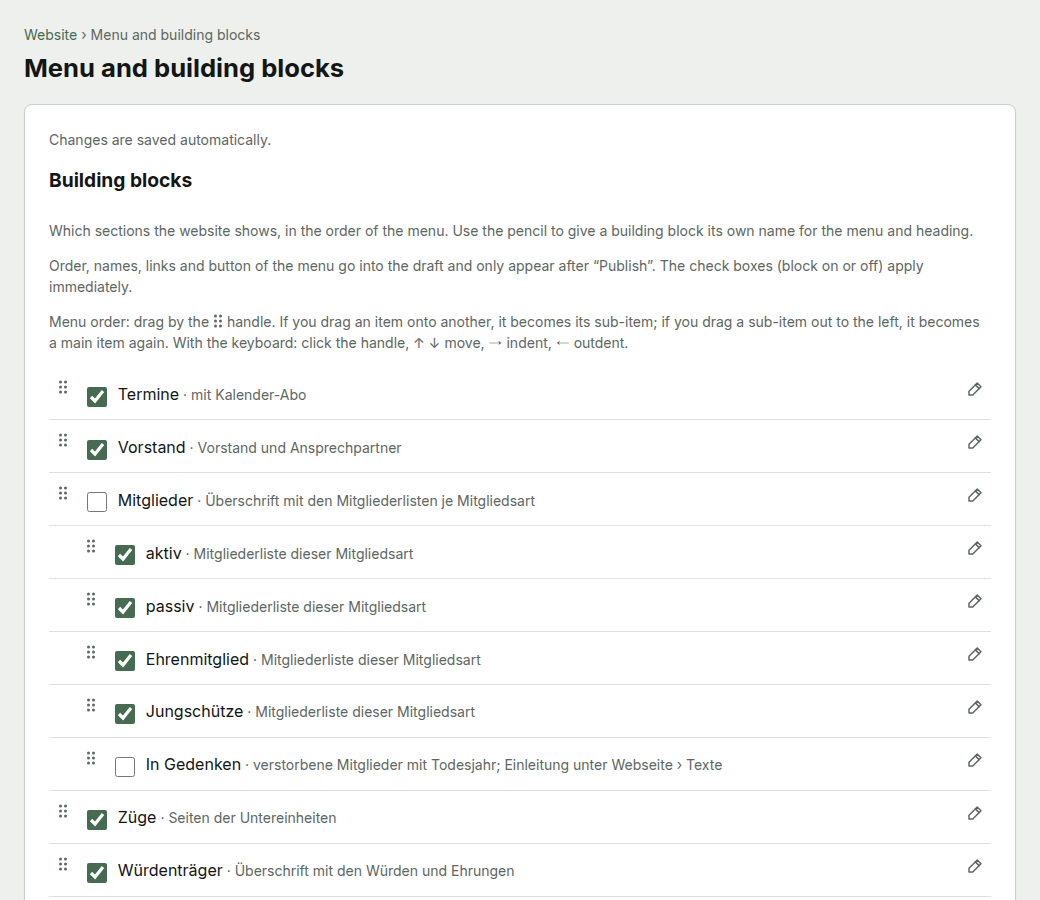 Website › Menu and building blocks
Menu and building blocks
Changes are saved automatically.
Building blocks
Which sections the website shows, in the order of the menu. Use the pencil to give a building block its own name for the menu and heading.
Order, names, links and button of the menu go into the draft and only appear after “Publish”. The check boxes (block on or off) apply
immediately.
Menu order: drag by the ⠿ handle. If you drag an item onto another, it becomes its sub-item; if you drag a sub-item out to the left, it becomes
a main item again. With the keyboard: click the handle, ↑ ↓ move, → indent, ← outdent.
Termine · mit Kalender-Abo
Vorstand · Vorstand und Ansprechpartner
Mitglieder · Überschrift mit den Mitgliederlisten je Mitgliedsart
aktiv · Mitgliederliste dieser Mitgliedsart
passiv · Mitgliederliste dieser Mitgliedsart
Ehrenmitglied · Mitgliederliste dieser Mitgliedsart
Jungschütze · Mitgliederliste dieser Mitgliedsart
In Gedenken · verstorbene Mitglieder mit Todesjahr; Einleitung unter Webseite › Texte
Züge · Seiten der Untereinheiten
Würdenträger · Überschrift mit den Würden und Ehrungen